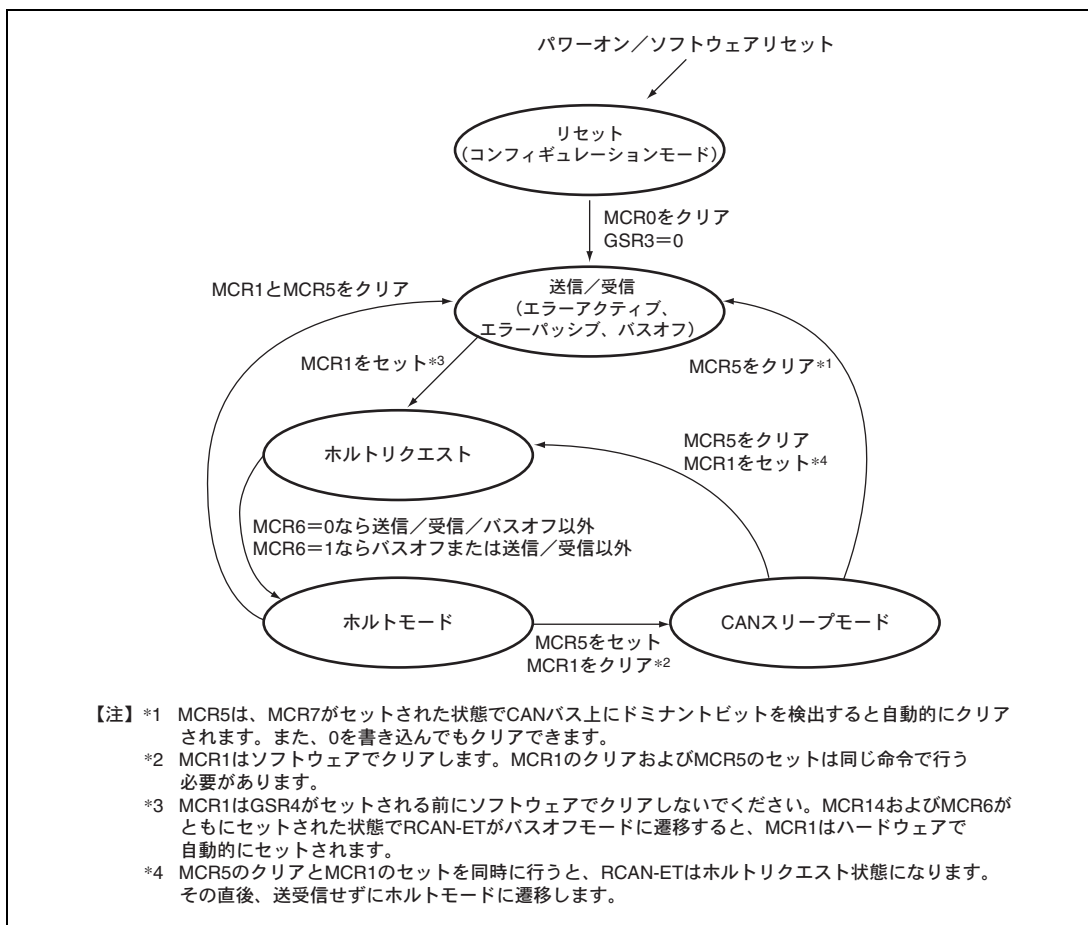 パワーオン／ソフトウェアリセット
リセット
（コンフィギュレーションモード）
MCR0をクリア
GSR3＝0
MCR1とMCR5をクリア
送信／受信
（エラーアクティブ、
エラーパッシブ、バスオフ）
MCR1をセット*3
MCR5をクリア*1
ホルトリクエスト
MCR5をクリア
MCR1をセット*4
MCR6＝0なら送信／受信／バスオフ以外
MCR6＝1ならバスオフまたは送信／受信以外
ホルトモード
CANスリープモード
MCR5をセット
MCR1をクリア*2
【注】*1 MCR5は、MCR7がセットされた状態でCANバス上にドミナントビットを検出すると自動的にクリア
されます。また、0を書き込んでもクリアできます。
*2 MCR1はソフトウェアでクリアします。MCR1のクリアおよびMCR5のセットは同じ命令で行う
必要があります。
*3 MCR1はGSR4がセットされる前にソフトウェアでクリアしないでください。MCR14およびMCR6が
ともにセットされた状態でRCAN-ETがバスオフモードに遷移すると、MCR1はハードウェアで
自動的にセットされます。
*4 MCR5のクリアとMCR1のセットを同時に行うと、RCAN-ETはホルトリクエスト状態になります。
その直後、送受信せずにホルトモードに遷移します。